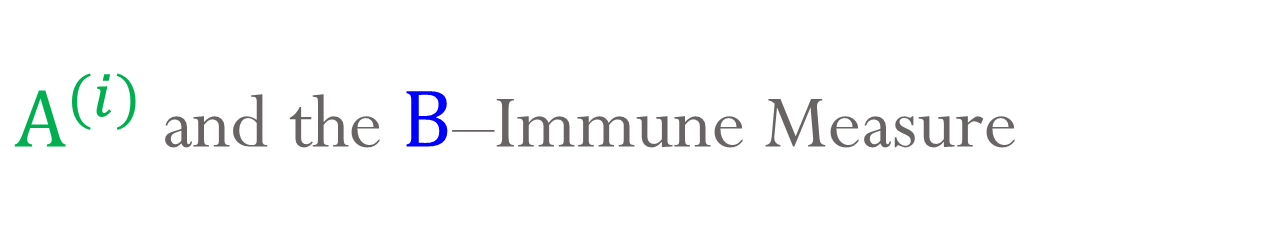 A⁽ⁱ⁾ and the B–Immune Measure